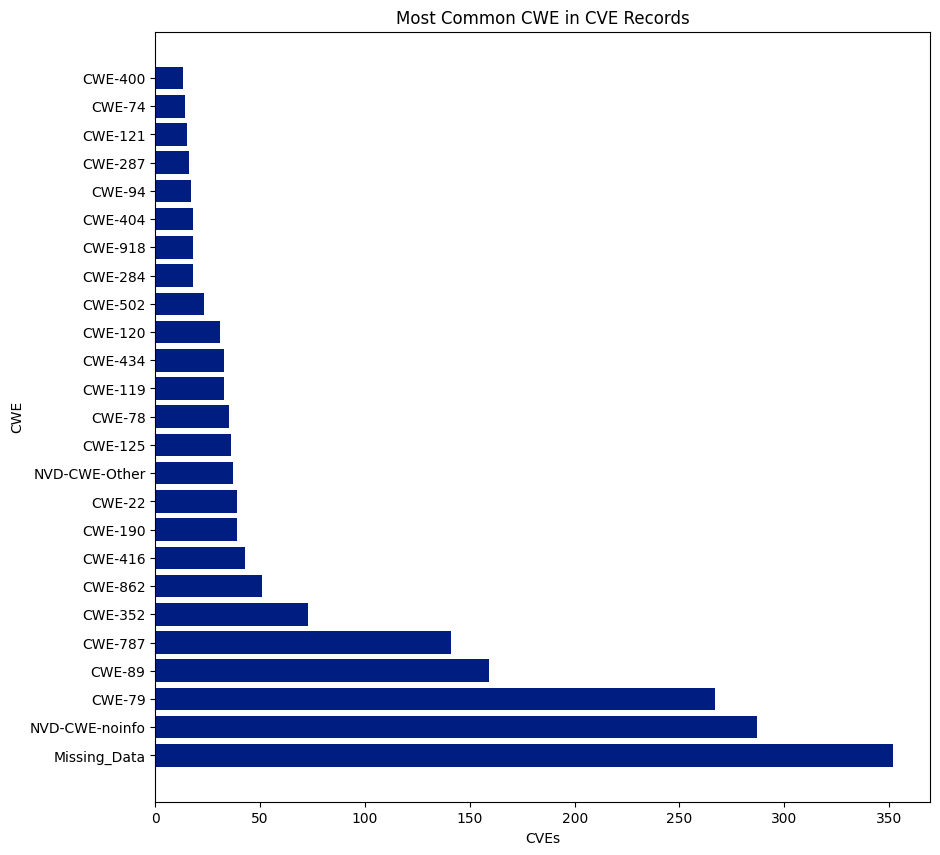 Most Common CWE in CVE Records
CWE
CWE-400
CWE-74
CWE-121
CWE-287
CWE-94
CWE-404
CWE-918
CWE-284
CWE-502
CWE-120
CWE-434
CWE-119
CWE-78
CWE-125
NVD-CWE-Other
CWE-22
CWE-190
CWE-416
CWE-862
CWE-352
CWE-787
CWE-89
CWE-79
NVD-CWE-noinfo
Missing_Data
0 50 100 150 200 250 300 350
CVEs